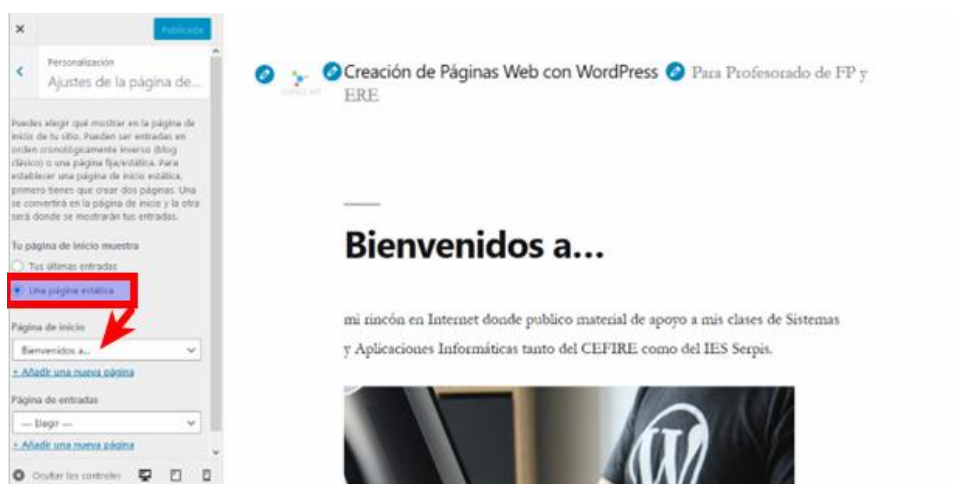 Publicada
Personalización
Ajustes de la página de...
Puedes elegir qué mostrar en la página de
inicio de tu sitio. Pueden ser entradas en
orden cronológicamente inverso (blog
clásico) o una página fija/estática. Para
establecer una página de inicio estática,
primero tienes que crear dos páginas. Una
se convertirá en la página de inicio y la otra
será donde se mostrarán tus entradas.
Tu página de inicio muestra
Tus últimas entradas
Una página estática
Página de inicio
Bienvenidos a...
+ Añadir una nueva página
Página de entradas
— Elegir —
+ Añadir una nueva página
Ocultar los controles
Creación de Páginas Web con WordPress Para Profesorado de FP y
ERE
Bienvenidos a...
mi rincón en Internet donde publico material de apoyo a mis clases de Sistemas
y Aplicaciones Informáticas tanto del CEFIRE como del IES Serpis.